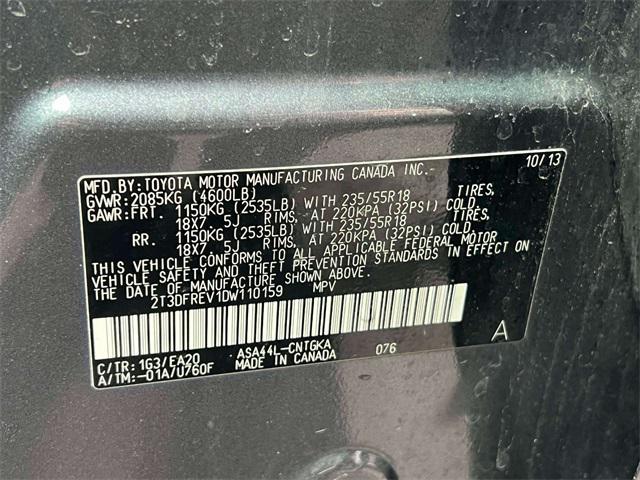 MFD.BY:TOYOTA MOTOR MANUFACTURING CANADA INC. 10/13
GVWR:2085KG (4600LB)
GAWR:FRT. 1150KG (2535LB) WITH 235/55R18 TIRES,
18X7. 5J RIMS, AT 220KPA (32PSI) COLD.
RR. 1150KG (2535LB) WITH 235/55R18 TIRES,
18X7. 5J RIMS, AT 220KPA (32PSI) COLD.
THIS VEHICLE CONFORMS TO ALL APPLICABLE FEDERAL MOTOR
VEHICLE SAFETY AND THEFT PREVENTION STANDARDS IN EFFECT ON
THE DATE OF MANUFACTURE SHOWN ABOVE.
2T3DFREV1DW110159 MPV
A
C/TR:1G3/EA20 ASA44L-CNTGKA 076
A/TM:-01A/U760F MADE IN CANADA